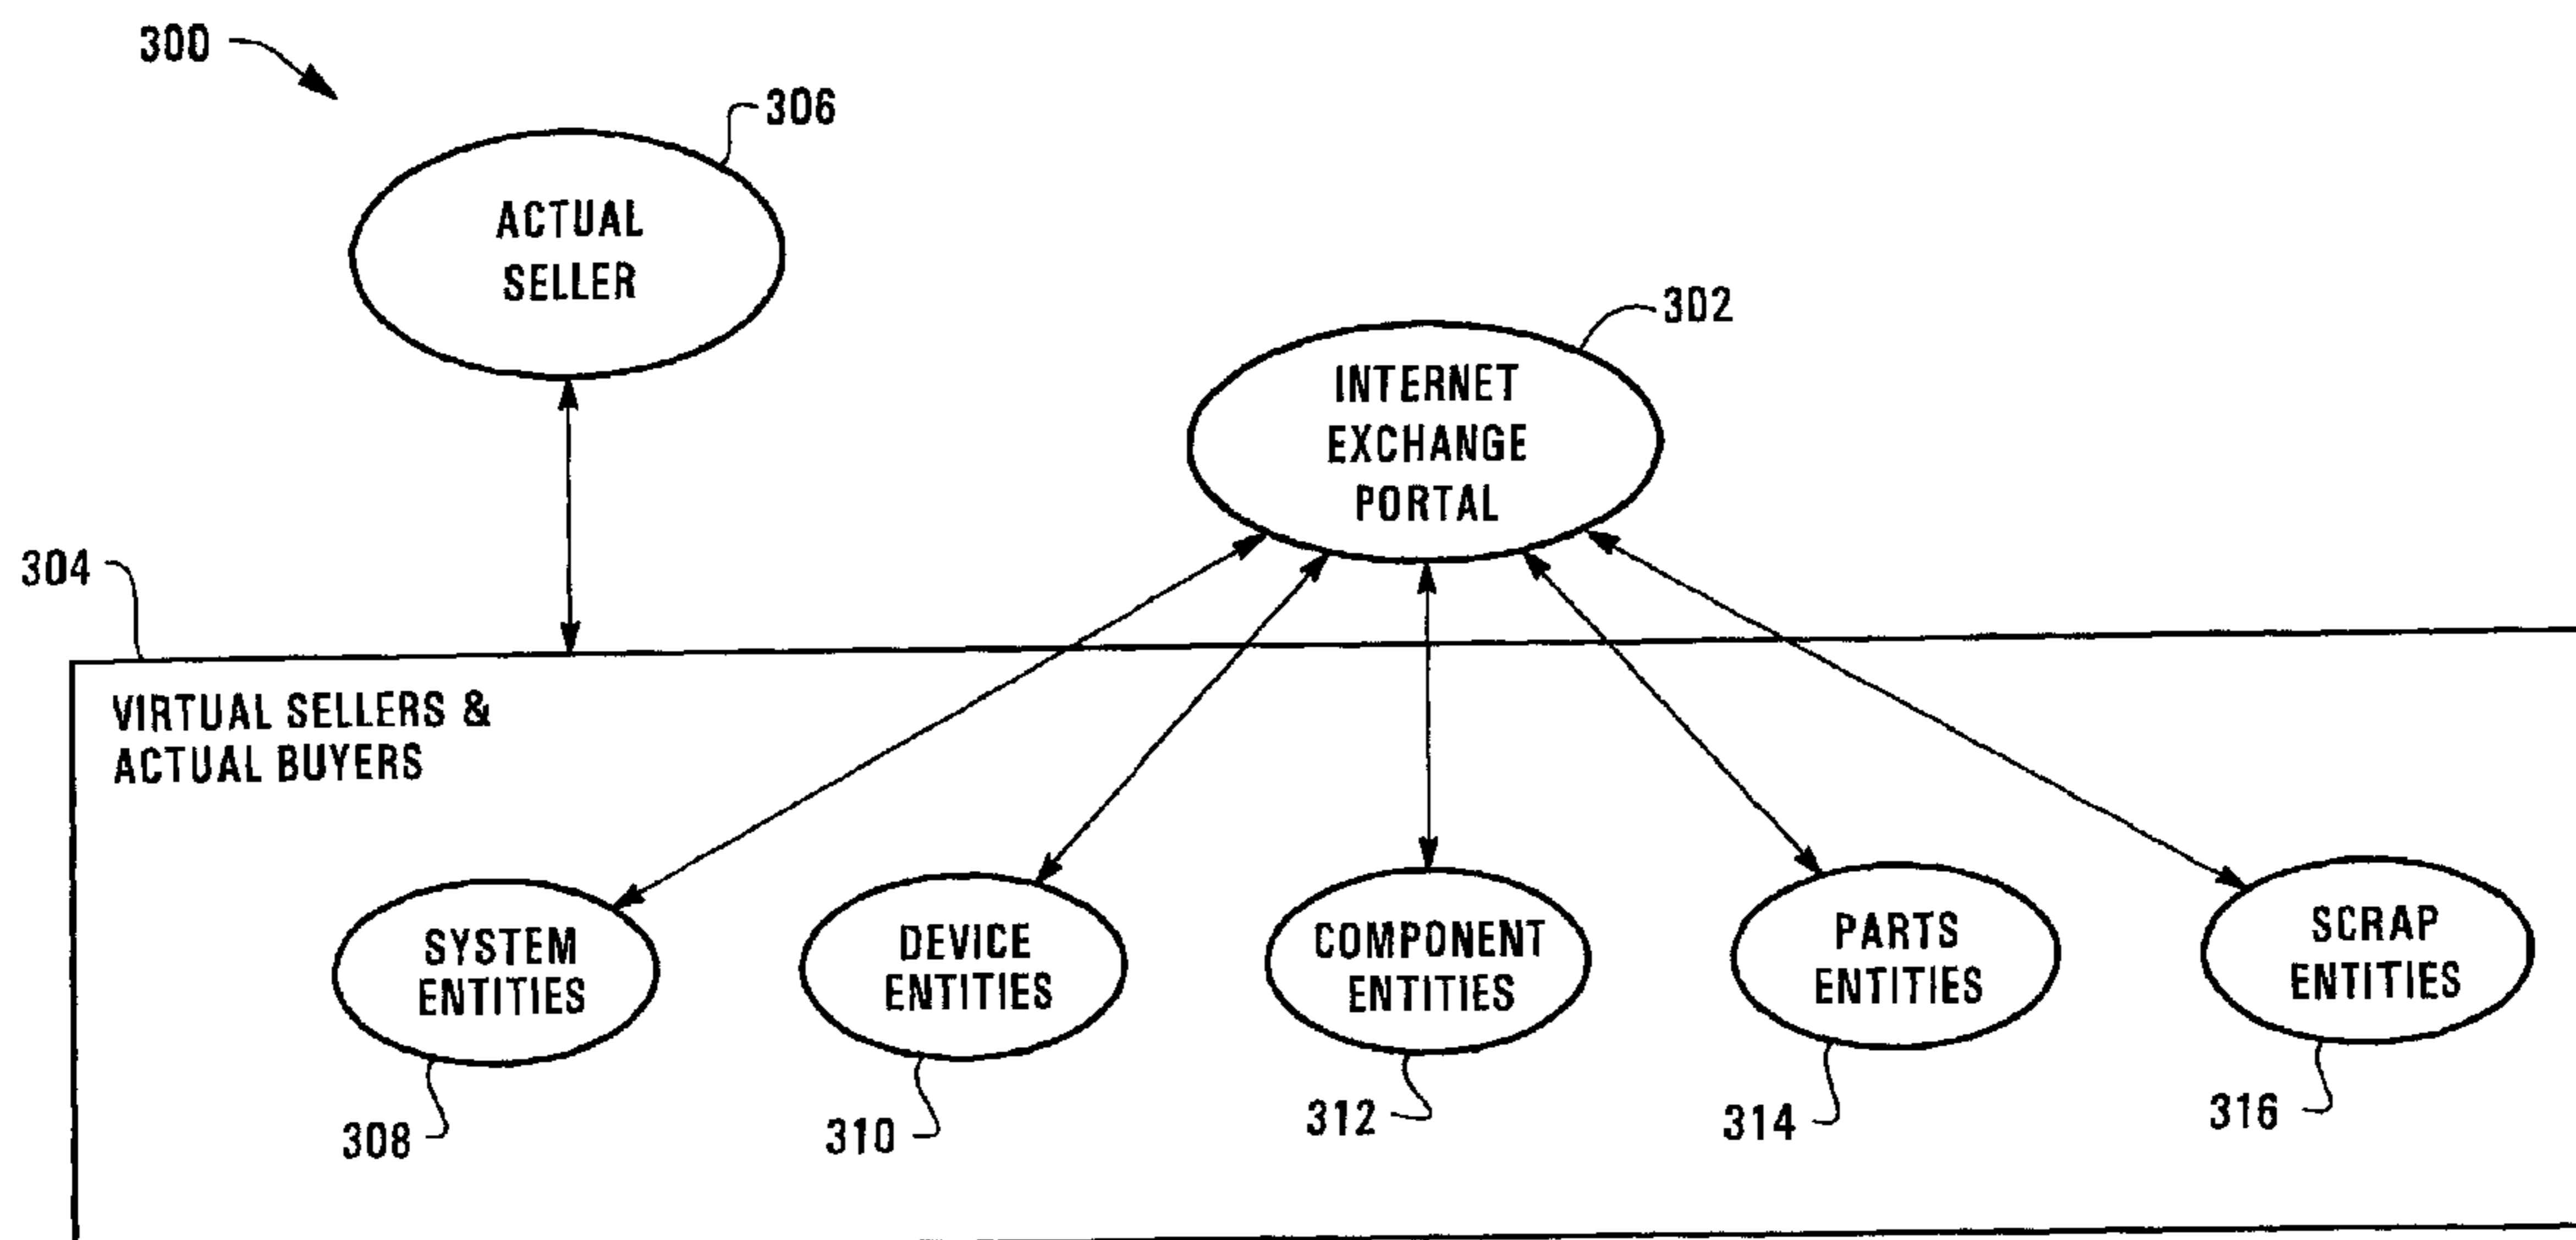 300
306
ACTUAL
SELLER
302
INTERNET
EXCHANGE
PORTAL
304
VIRTUAL SELLERS &
ACTUAL BUYERS
SYSTEM
ENTITIES
DEVICE
ENTITIES
COMPONENT
ENTITIES
PARTS
ENTITIES
SCRAP
ENTITIES
308
310
312
314
316